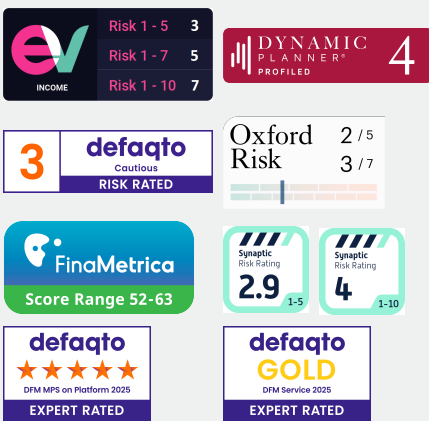 ev
INCOME
Risk 1 - 5 3
Risk 1 - 7 5
Risk 1 - 10 7
DYNAMIC
PLANNER®
PROFILED
4
3
defaqto
Cautious
RISK RATED
Oxford
Risk
2 / 5
3 / 7
FinaMetrica
Score Range 52-63
Synaptic
Risk Rating
2.9
1-5
Synaptic
Risk Rating
4
1-10
defaqto
DFM MPS on Platform 2025
EXPERT RATED
defaqto
GOLD
DFM Service 2025
EXPERT RATED